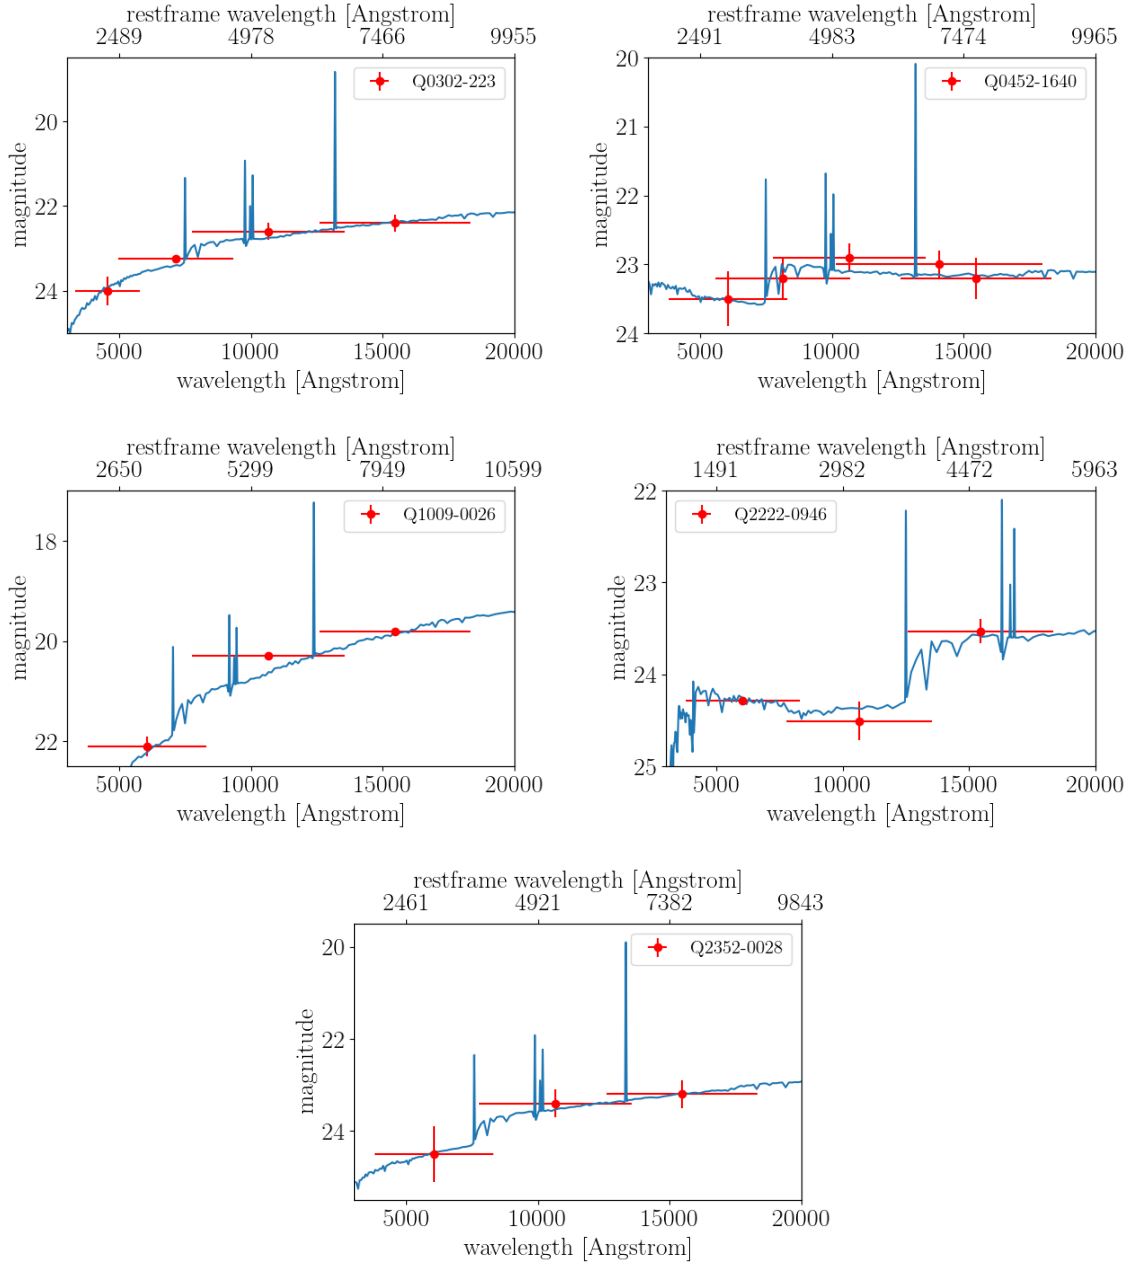 restframe wavelength [Angstrom]
2489 4978 7466 9955
Q0302-223
20
22
24
magnitude
5000 10000 15000 20000
wavelength [Angstrom]
restframe wavelength [Angstrom]
2491 4983 7474 9965
Q0452-1640
20
21
22
23
24
magnitude
5000 10000 15000 20000
wavelength [Angstrom]
restframe wavelength [Angstrom]
2650 5299 7949 10599
Q1009-0026
18
20
22
magnitude
5000 10000 15000 20000
wavelength [Angstrom]
restframe wavelength [Angstrom]
1491 2982 4472 5963
Q2222-0946
22
23
24
25
magnitude
5000 10000 15000 20000
wavelength [Angstrom]
restframe wavelength [Angstrom]
2461 4921 7382 9843
Q2352-0028
20
22
24
magnitude
5000 10000 15000 20000
wavelength [Angstrom]